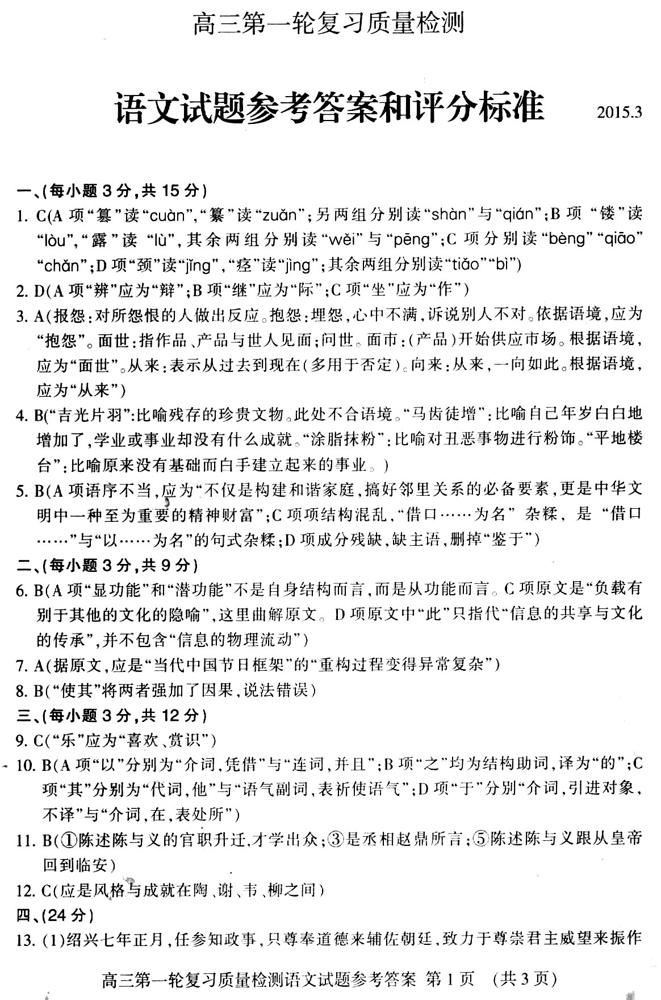 高三第一轮复习质量检测
语文试题参考答案和评分标准 2015.3
一、(每小题 3 分,共 15 分)
1. C(A 项“篡”读“cuàn”,“纂”读“zuǎn”;另两组分别读“shàn”与“qián”;B 项 “镂”读
“lòu”,“露”读 “lù”,其余两组分别读“wěi”与“pēng”;C 项分别读“bèng”“qiāo”
“chǎn”;D 项“颈”读“jǐng”,“痉”读“jìng”;其余两组分别读“tiǎo”“bì”)
2. D(A 项“辨”应为“辩”;B 项“继”应为“际”;C 项“坐”应为“作”)
3. A(报怨:对所怨恨的人做出反应。抱怨:埋怨,心中不满,诉说别人不对。依据语境,应为
“抱怨”。面世:指作品、产品与世人见面;问世。面市:(产品)开始供应市场。根据语境,
应为“面世”。从来:表示从过去到现在(多用于否定)。向来:从来,一向如此。根据语境,
应为“从来”)
4. B(“吉光片羽”:比喻残存的珍贵文物。此处不合语境。“马齿徒增”:比喻自己年岁白白地
增加了,学业或事业却没有什么成就。“涂脂抹粉”:比喻对丑恶事物进行粉饰。“平地楼
台”:比喻原来没有基础而白手建立起来的事业。)
5. B(A 项语序不当,应为“不仅是构建和谐家庭,搞好邻里关系的必备要素,更是中华文
明中一种至为重要的精神财富”;C 项项结构混乱,“借口……为名” 杂糅, 是 “借口
……”与“以……为名”的句式杂糅;D 项成分残缺,缺主语,删掉“鉴于”)
二、(每小题 3 分,共 9 分)
6. B(A 项“显功能”和“潜功能”不是自身结构而言,而是从功能而言。C 项原文是“负载有
别于其他的文化的隐喻”,这里曲解原文。D 项原文中“此”只指代“信息的共享与文化
的传承”,并不包含“信息的物理流动”)
7. A(据原文,应是“当代中国节日框架”的“重构过程变得异常复杂”)
8. B(“使其”将两者强加了因果,说法错误)
三、(每小题 3 分,共 12 分)
9. C(“乐”应为“喜欢、赏识”)
10. B(A 项“以”分别为“介词,凭借”与“连词,并且”;B 项“之”均为结构助词,译为“的”;C
项“其”分别为“代词,他”与“语气副词,表祈使语气”;D 项“于”分别“介词,引进对象,
不译”与“介词,在,表处所”)
11. B(①陈述陈与义的官职升迁,才学出众;③是丞相赵鼎所言;⑤陈述陈与义跟从皇帝
回到临安)
12. C(应是风格与成就在陶、谢、韦、柳之间)
四、(24 分)
13. (1)绍兴七年正月,任参知政事,只尊奉道德来辅佐朝廷,致力于尊崇君主威望来振作
高三第一轮复习质量检测语文试题参考答案 第 1 页 (共 3 页)